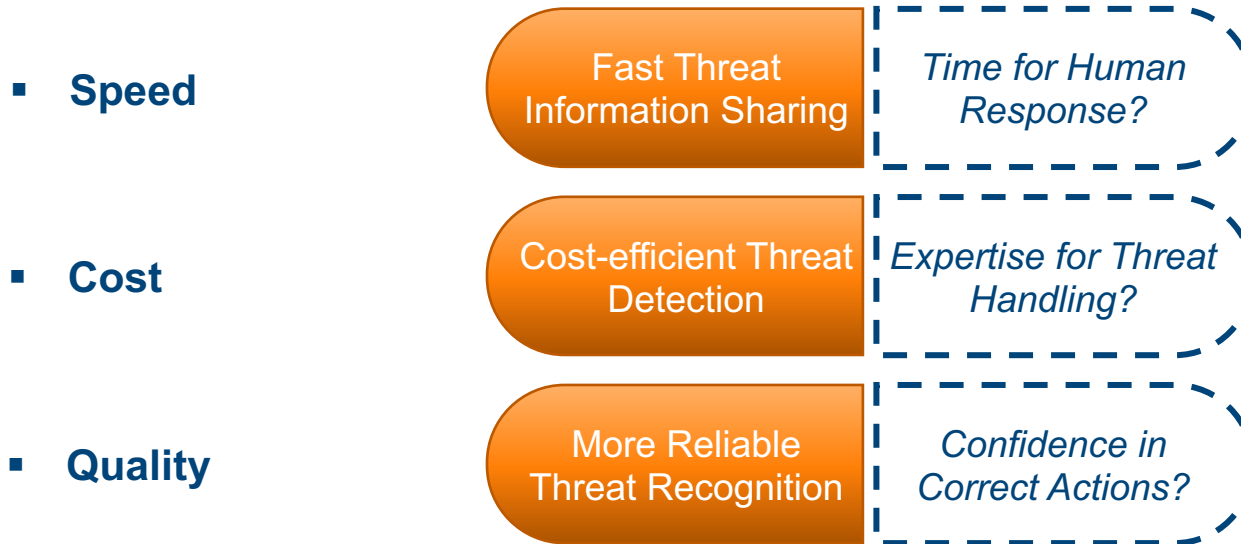 ▪ Speed
Fast Threat
Information Sharing
Time for Human
Response?
▪ Cost
Cost-efficient Threat
Detection
Expertise for Threat
Handling?
▪ Quality
More Reliable
Threat Recognition
Confidence in
Correct Actions?